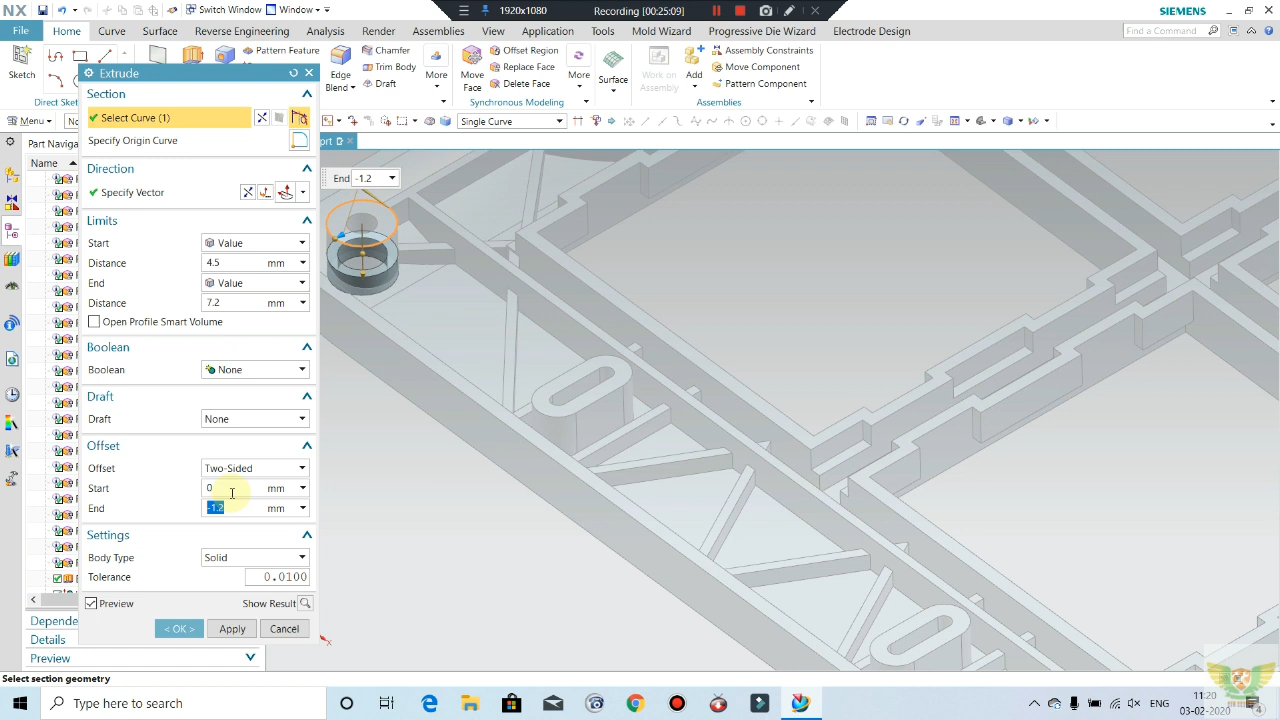 NX
Switch Window
Window
1920x1080
Recording [00:25:09]
SIEMENS
File
Home
Curve
Surface
Reverse Engineering
Analysis
Render
Assemblies
View
Application
Tools
Mold Wizard
Progressive Die Wizard
Electrode Design
Find a Command
Sketch
Pattern Feature
Edge
Blend
Chamfer
Trim Body
Draft
More
Move
Face
Offset Region
Replace Face
Delete Face
More
Surface
Work on
Assembly
Add
Assembly Constraints
Move Component
Pattern Component
Direct Sk
Synchronous Modeling
Assemblies
Menu
No
Single Curve
Part Navig
Name
Extrude
Section
Select Curve (1)
Specify Origin Curve
Direction
Specify Vector
Limits
Start
Value
Distance
4.5
mm
End
Value
Distance
7.2
mm
Open Profile Smart Volume
Boolean
Boolean
None
Draft
Draft
None
Offset
Offset
Two-Sided
Start
0
mm
End
-1.2
mm
Settings
Body Type
Solid
Tolerance
0.0100
Preview
Show Result
< OK >
Apply
Cancel
prt
End
-1.2
X
Depende
Details
Preview
Select section geometry
Type here to search
ENG
11:20
03-02-2020
4